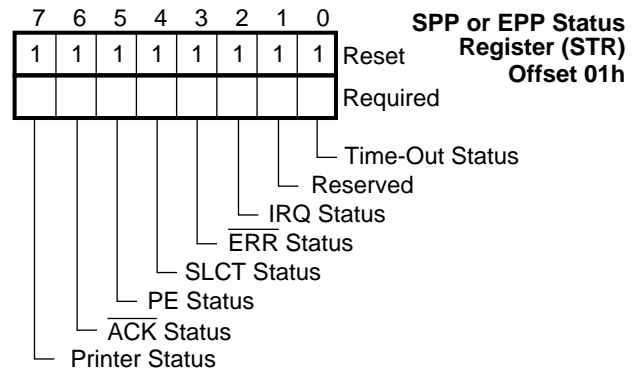 7 6 5 4 3 2 1 0
SPP or EPP Status
Register (STR)
Offset 01h
1 1 1 1 1 1 1 1 Reset
Required
Time-Out Status
Reserved
IRQ Status
E̅R̅R̅ Status
SLCT Status
PE Status
A̅C̅K̅ Status
Printer Status